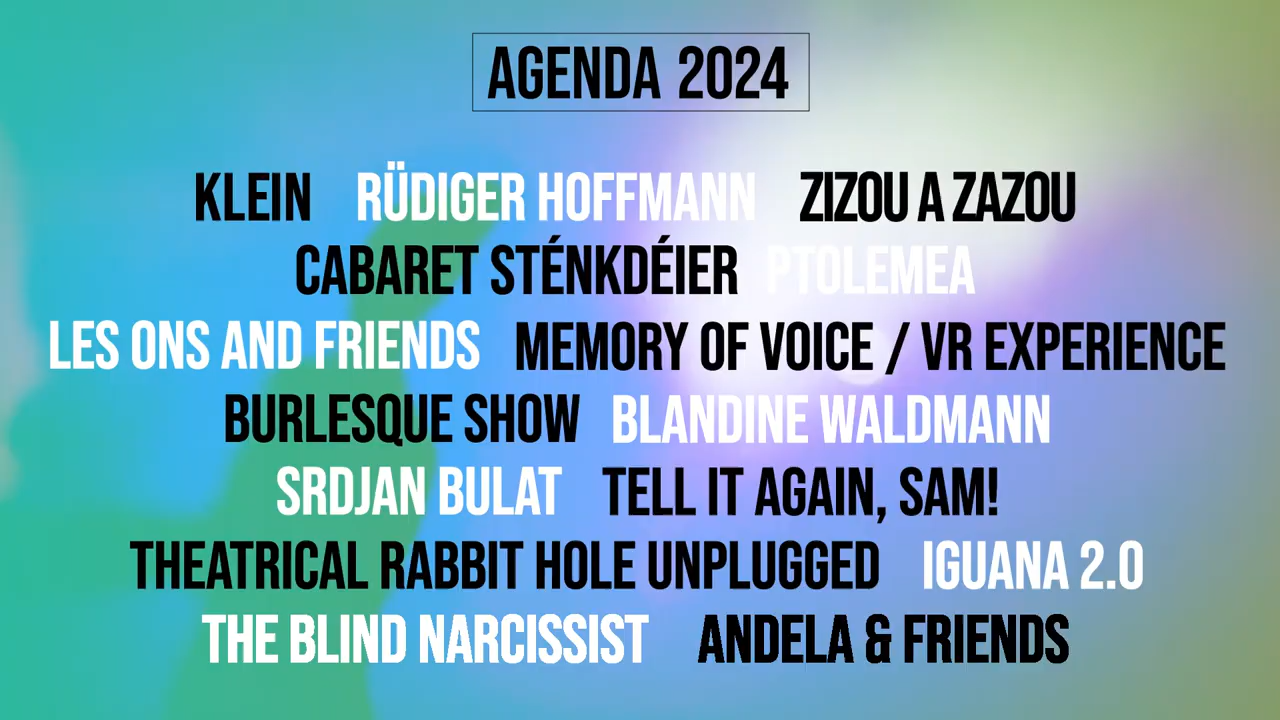 AGENDA 2024
KLEIN RÜDIGER HOFFMANN ZIZOU A ZAZOU
CABARET STÉNKDÉIER PTOLEMEA
LES ONS AND FRIENDS MEMORY OF VOICE / VR EXPERIENCE
BURLESQUE SHOW BLANDINE WALDMANN
SRDJAN BULAT TELL IT AGAIN, SAM!
THEATRICAL RABBIT HOLE UNPLUGGED IGUANA 2.0
THE BLIND NARCISSIST ANDELA & FRIENDS